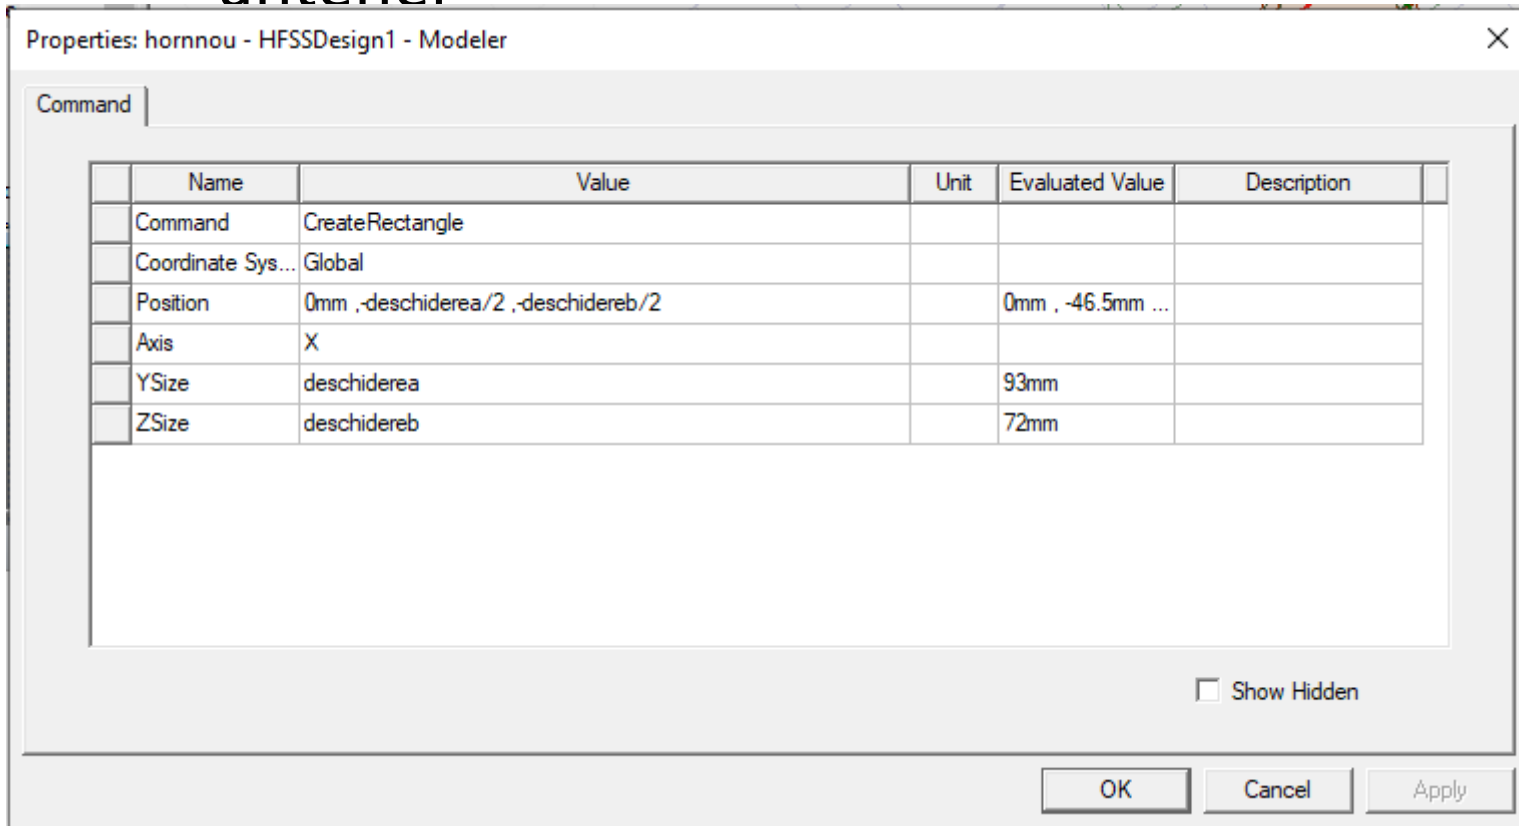 Properties: hornnou - HFSSDesign1 - Modeler
Command
Name Value Unit Evaluated Value Description
Command CreateRectangle
Coordinate Sys... Global
Position 0mm ,-deschiderea/2 ,-deschidereb/2 0mm , -46.5mm ...
Axis X
YSize deschiderea 93mm
ZSize deschidereb 72mm
Show Hidden
OK Cancel Apply